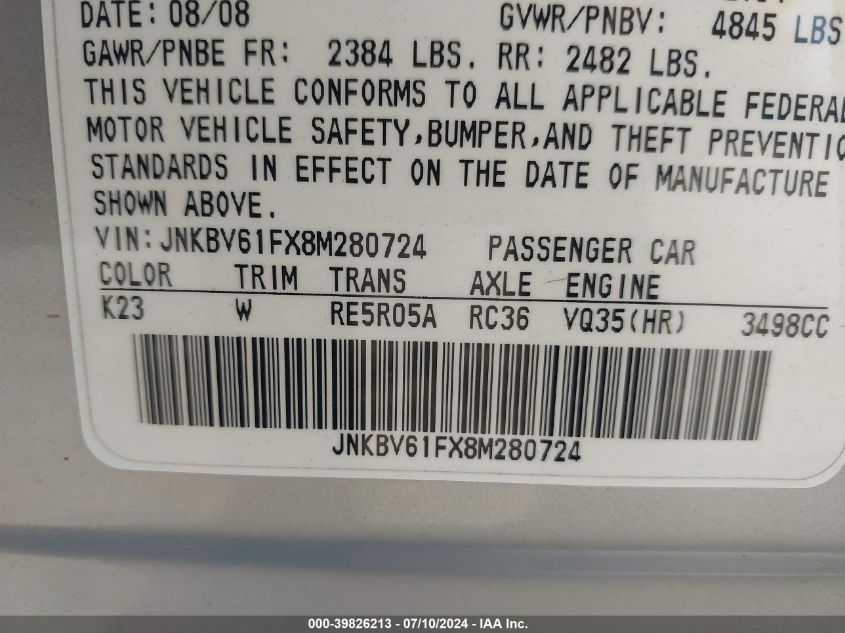 DATE: 08/08 GVWR/PNBV: 4845 LBS
GAWR/PNBE FR: 2384 LBS. RR: 2482 LBS.
THIS VEHICLE CONFORMS TO ALL APPLICABLE FEDERAL
MOTOR VEHICLE SAFETY,BUMPER,AND THEFT PREVENTIO
STANDARDS IN EFFECT ON THE DATE OF MANUFACTURE
SHOWN ABOVE.
VIN:JNKBV61FX8M280724 PASSENGER CAR
COLOR TRIM TRANS AXLE ENGINE
K23 W RE5R05A RC36 VQ35(HR) 3498CC
JNKBV61FX8M280724
000-39826213 - 07/10/2024 - IAA Inc.